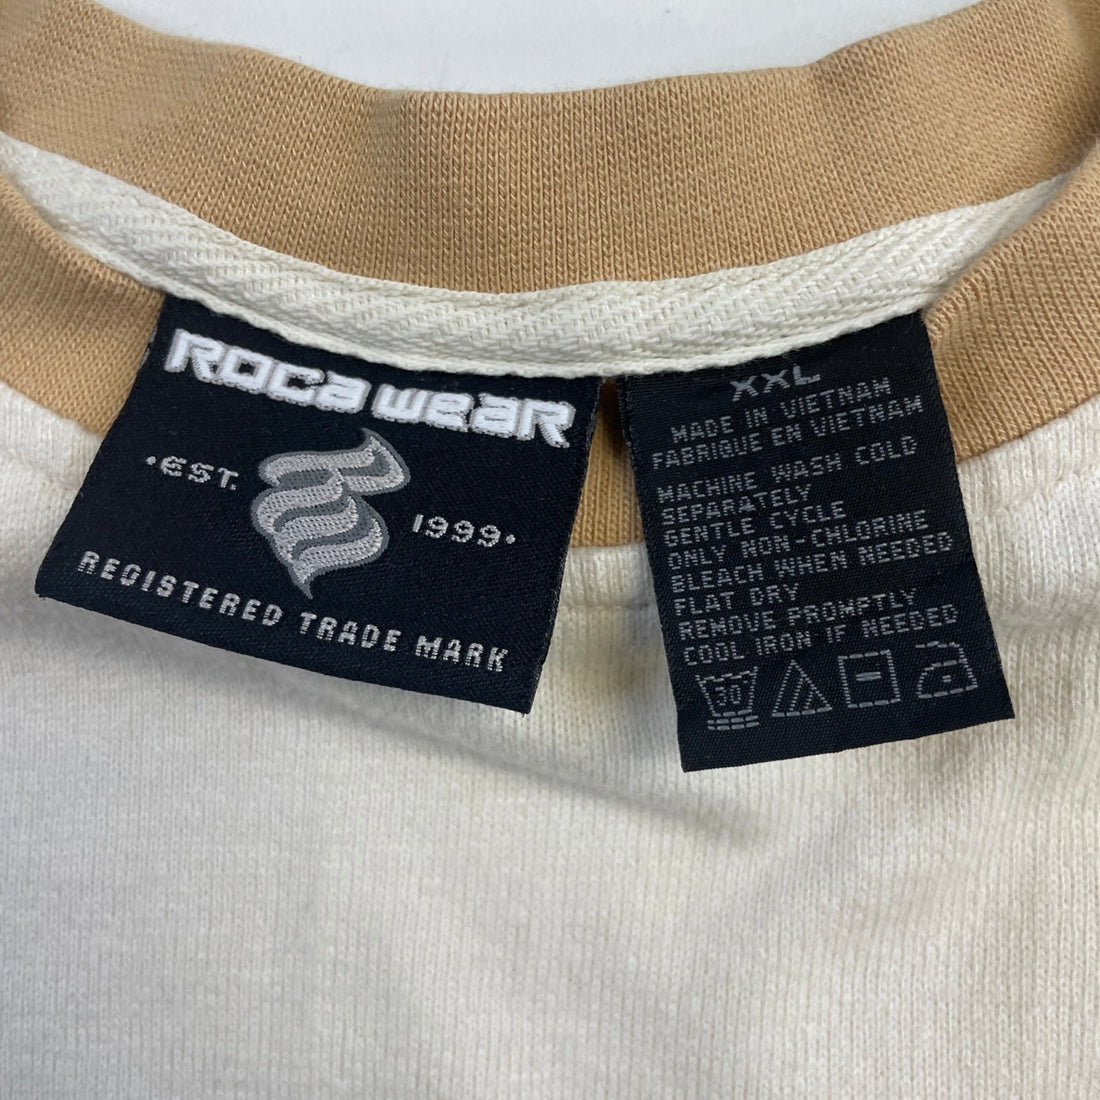 Rocawear
•EST. 1999•
REGISTERED TRADE MARK
XXL
MADE IN VIETNAM
FABRIQUE EN VIETNAM
MACHINE WASH COLD
SEPARATELY
GENTLE CYCLE
ONLY NON-CHLORINE
BLEACH WHEN NEEDED
FLAT DRY
REMOVE PROMPTLY
COOL IRON IF NEEDED
30